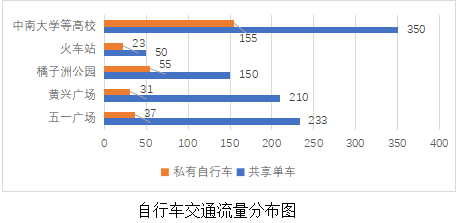 中南大学等高校
155
350
火车站
23
50
橘子洲公园
55
150
黄兴广场
31
210
五一广场
37
233
0 50 100 150 200 250 300 350 400
私有自行车 共享单车
自行车交通流量分布图